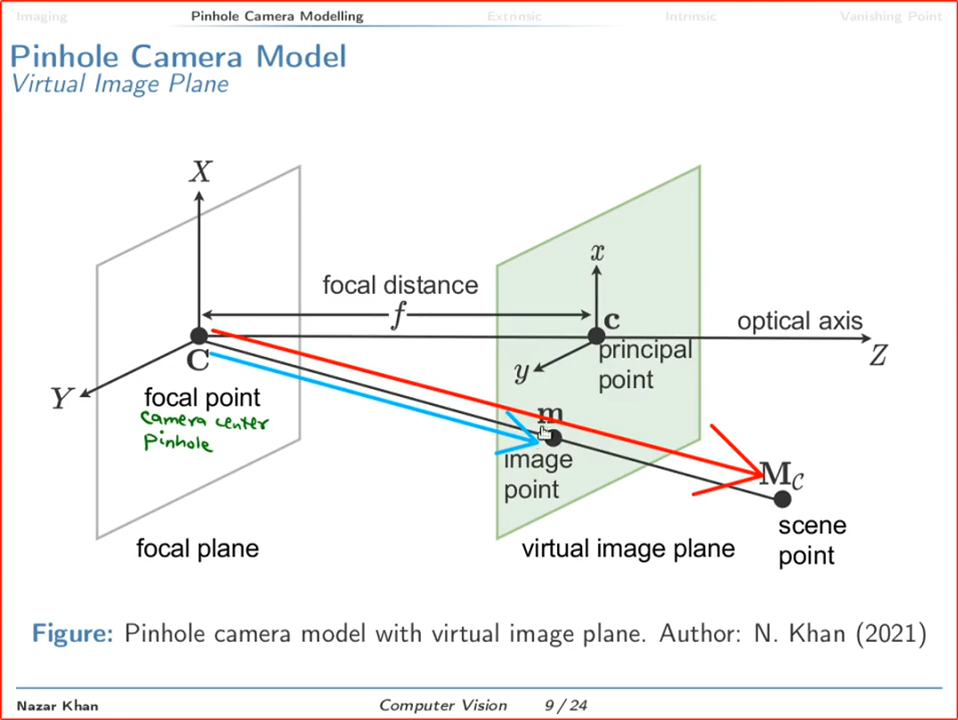 Imaging Pinhole Camera Modelling Extrinsic Intrinsic Vanishing Point
Pinhole Camera Model
Virtual Image Plane
X
x
focal distance
f
c
optical axis
C
principal
point
Z
y
Y
focal point
camera center
Pinhole
m
image
point
M_C
scene
point
focal plane
virtual image plane
Figure: Pinhole camera model with virtual image plane. Author: N. Khan (2021)
Nazar Khan Computer Vision 9 / 24